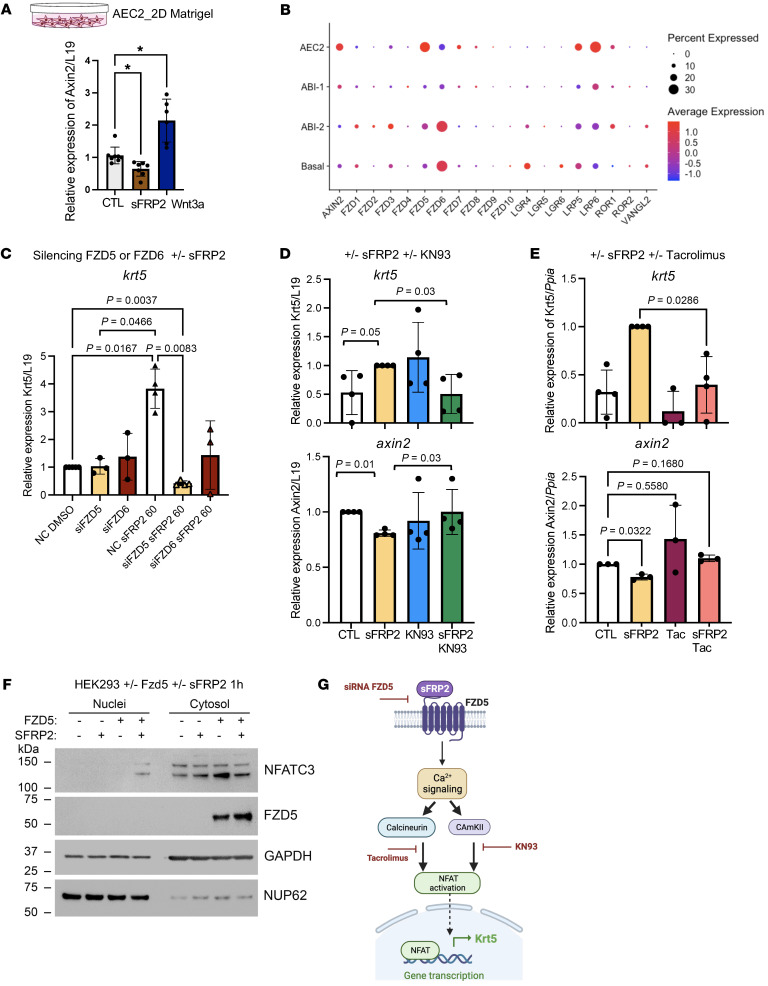 A
AEC2_2D Matrigel
Relative expression of Axin2/L19
4
3
2
1
0
*
*
CTL
sFRP2
Wnt3a
B
AEC2
ABI-1
ABI-2
Basal
AXIN2
FZD1
FZD2
FZD3
FZD4
FZD5
FZD6
FZD7
FZD8
FZD9
FZD10
LGR4
LGR5
LGR6
LRP5
LRP6
ROR1
ROR2
VANGL2
Percent Expressed
0
10
20
30
Average Expression
1.0
0.5
0.0
-0.5
-1.0
C
Silencing FZD5 or FZD6 +/- sFRP2
krt5
P = 0.0037
P = 0.0466
P = 0.0167
P = 0.0083
Relative expression Krt5/L19
5
4
3
2
1
0
NC DMSO
siFZD5
siFZD6
NC sFRP2 60
siFZD5 sFRP2 60
siFZD6 sFRP2 60
D
+/- sFRP2 +/- KN93
krt5
P = 0.03
P = 0.05
Relative expression Krt5/L19
2.5
2.0
1.5
1.0
0.5
0.0
axin2
P = 0.01
P = 0.03
Relative expression Axin2/L19
1.5
1.0
0.5
0.0
CTL
sFRP2
KN93
sFRP2
KN93
E
+/- sFRP2 +/- Tacrolimus
krt5
P = 0.0286
Relative expression of Krt5/Ppia
1.5
1.0
0.5
0.0
axin2
P = 0.1680
P = 0.5580
P = 0.0322
Relative expression Axin2/Ppia
2.5
2.0
1.5
1.0
0.5
0.0
CTL
sFRP2
Tac
sFRP2
Tac
F
HEK293 +/- Fzd5 +/- sFRP2 1h
Nuclei
Cytosol
FZD5: - - + + - - + +
SFRP2: - + - + - + - +
kDa
150
100
NFATC3
75
50
FZD5
37
25
GAPDH
75
50
NUP62
G
siRNA FZD5
sFRP2
FZD5
Ca2+
signaling
Calcineurin
CAmKII
Tacrolimus
KN93
NFAT
activation
NFAT
Krt5
Gene transcription